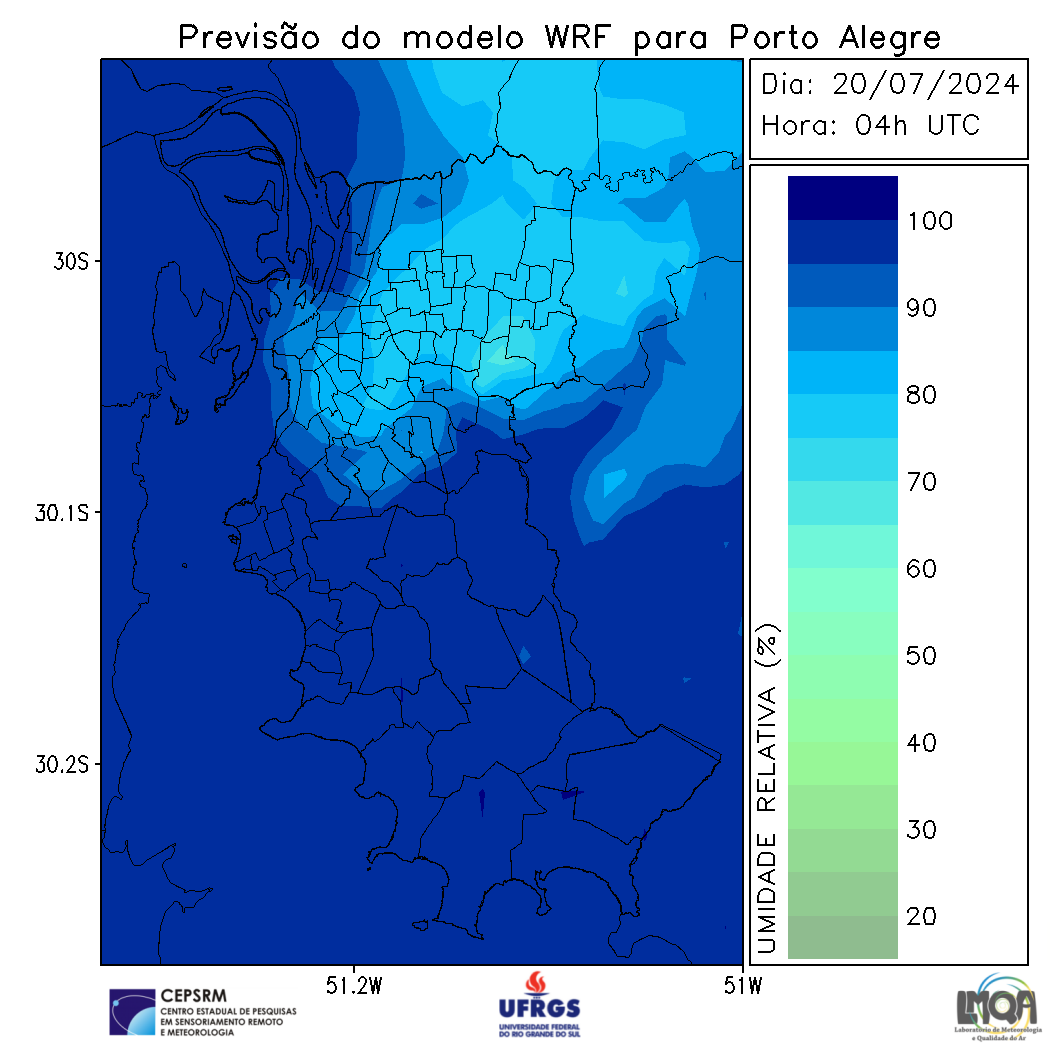 Previsão do modelo WRF para Porto Alegre
Dia: 20/07/2024
Hora: 04h UTC
30S
30.1S
30.2S
51.2W
51W
100
90
80
70
60
50
40
30
20
UMIDADE RELATIVA (%)
CEPSRM
CENTRO ESTADUAL DE PESQUISAS
EM SENSORIAMENTO REMOTO
E METEOROLOGIA
UFRGS
UNIVERSIDADE FEDERAL
DO RIO GRANDE DO SUL
LMQA
Laboratório de Meteorologia
e Qualidade do Ar